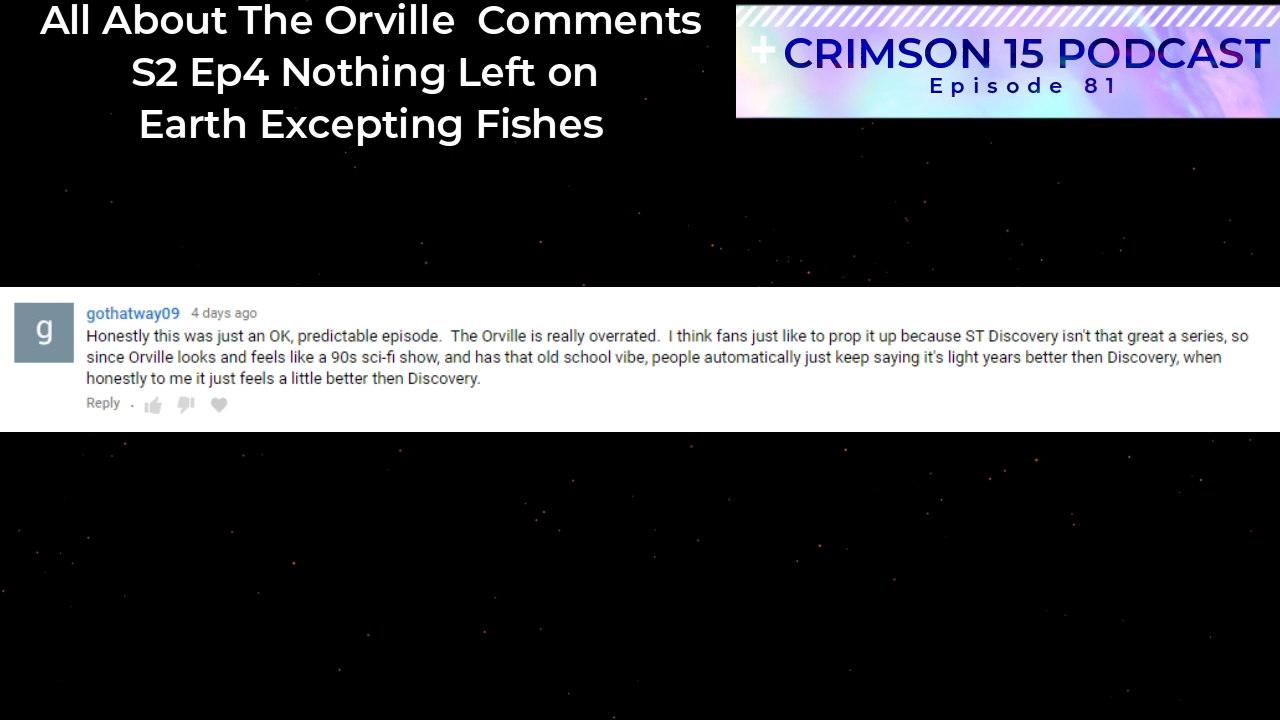 All About The Orville  Comments
S2 Ep4 Nothing Left on
Earth Excepting Fishes
+ CRIMSON 15 PODCAST
Episode 81
g
gothatway09 4 days ago
Honestly this was just an OK, predictable episode.  The Orville is really overrated.  I think fans just like to prop it up because ST Discovery isn't that great a series, so
since Orville looks and feels like a 90s sci-fi show, and has that old school vibe, people automatically just keep saying it's light years better then Discovery, when
honestly to me it just feels a little better then Discovery.
Reply .